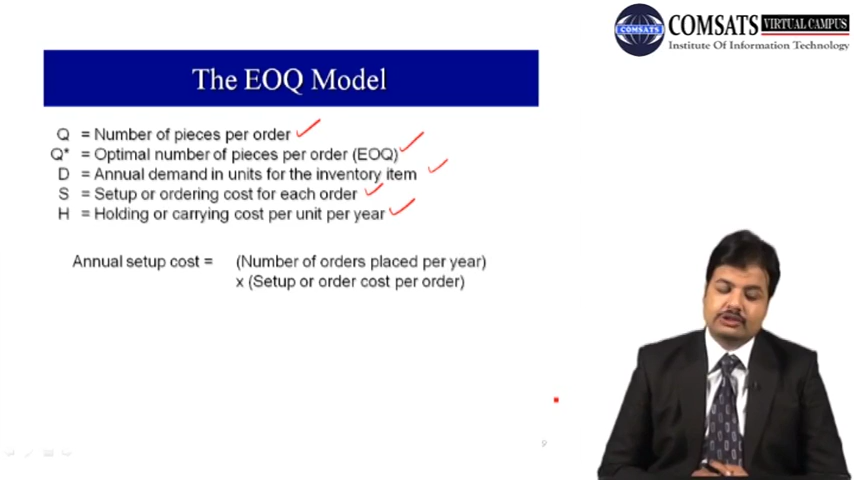 COMSATS VIRTUAL CAMPUS
COMSATS
Institute Of Information Technology
The EOQ Model
Q = Number of pieces per order
Q* = Optimal number of pieces per order (EOQ)
D = Annual demand in units for the inventory item
S = Setup or ordering cost for each order
H = Holding or carrying cost per unit per year
Annual setup cost = (Number of orders placed per year)
x (Setup or order cost per order)
9